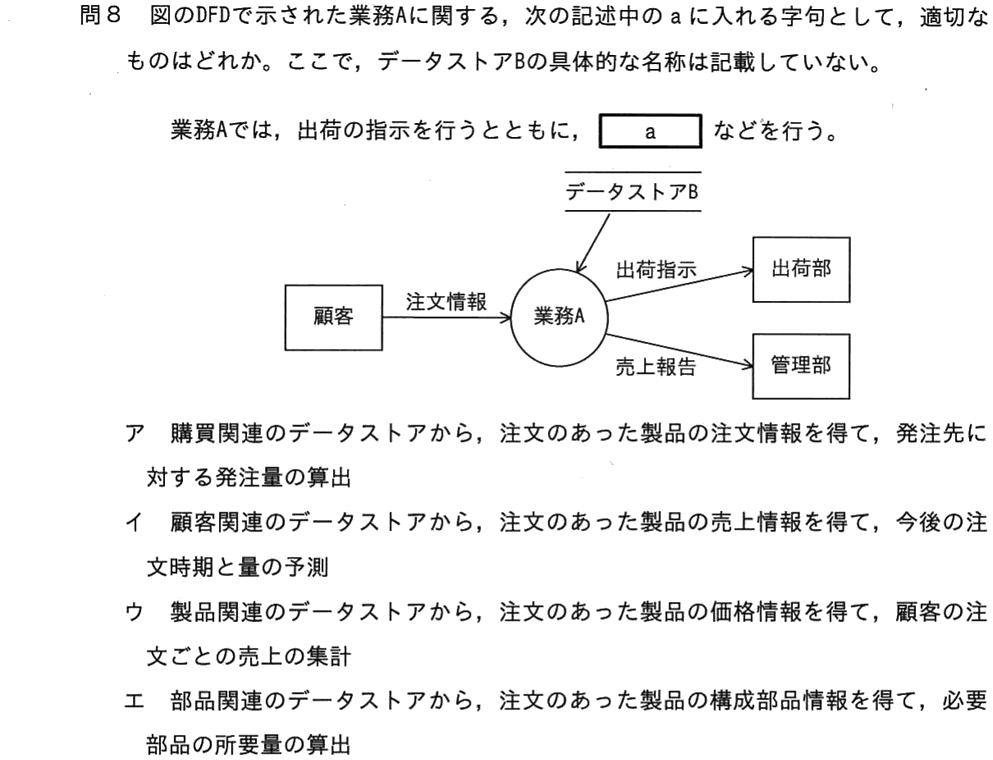 問8 図のDFDで示された業務Aに関する，次の記述中の a に入れる字句として，適切な
ものはどれか。ここで，データストアBの具体的な名称は記載していない。
業務Aでは，出荷の指示を行うとともに， a などを行う。
データストアB
出荷指示
出荷部
顧客
注文情報
業務A
売上報告
管理部
ア 購買関連のデータストアから，注文のあった製品の注文情報を得て，発注先に
対する発注量の算出
イ 顧客関連のデータストアから，注文のあった製品の売上情報を得て，今後の注
文時期と量の予測
ウ 製品関連のデータストアから，注文のあった製品の価格情報を得て，顧客の注
文ごとの売上の集計
エ 部品関連のデータストアから，注文のあった製品の構成部品情報を得て，必要
部品の所要量の算出